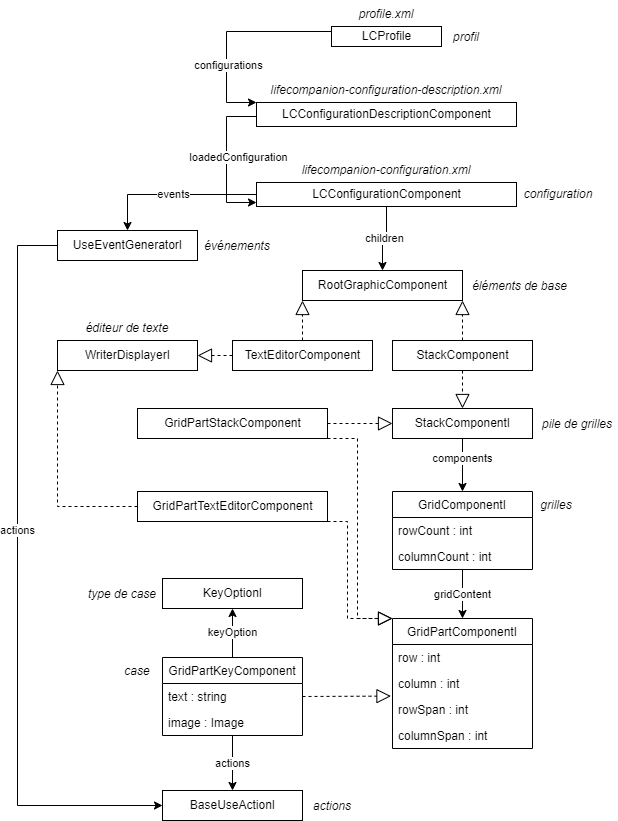 profile.xml
LCProfile
profil
configurations
lifecompanion-configuration-description.xml
LCConfigurationDescriptionComponent
loadedConfiguration
lifecompanion-configuration.xml
LCConfigurationComponent
configuration
events
children
UseEventGeneratorI
événements
RootGraphicComponent
éléments de base
éditeur de texte
WriterDisplayerI
TextEditorComponent
StackComponent
GridPartStackComponent
StackComponentI
pile de grilles
components
GridPartTextEditorComponent
GridComponentI
grilles
rowCount : int
columnCount : int
actions
type de case
KeyOptionI
gridContent
keyOption
GridPartComponentI
row : int
column : int
rowSpan : int
columnSpan : int
case
GridPartKeyComponent
text : string
image : Image
actions
BaseUseActionI
actions